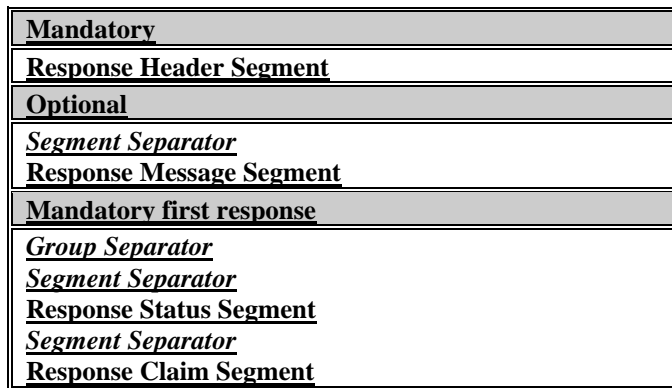 Mandatory
Response Header Segment
Optional
Segment Separator
Response Message Segment
Mandatory first response
Group Separator
Segment Separator
Response Status Segment
Segment Separator
Response Claim Segment